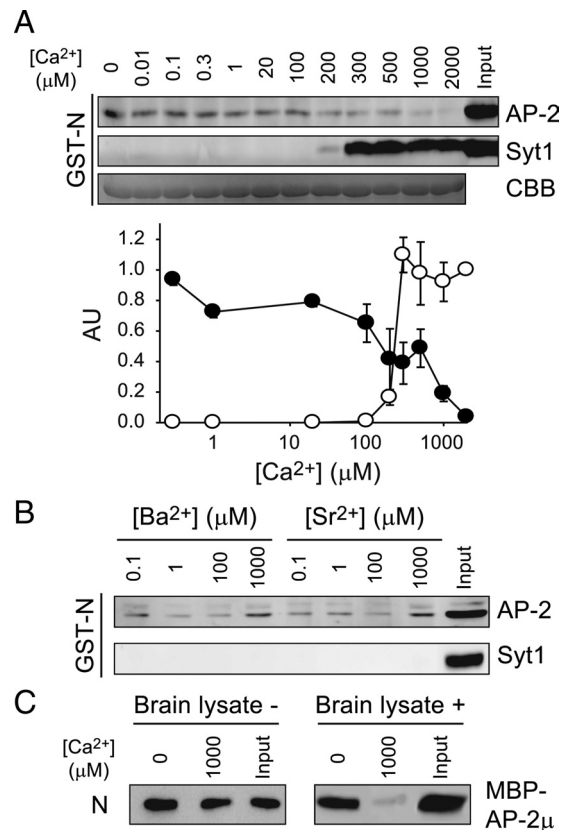 A
[Ca2+] (μM) 0 0.01 0.1 0.3 1 20 100 200 300 500 1000 2000 Input
GST-N
AP-2
Syt1
CBB
AU
1.2
1.0
0.8
0.6
0.4
0.2
0.0
1 10 100 1000
[Ca2+] (μM)
B
[Ba2+] (μM) [Sr2+] (μM)
0.1 1 100 1000 0.1 1 100 1000 Input
GST-N
AP-2
Syt1
C
Brain lysate - Brain lysate +
[Ca2+] (μM) 0 1000 Input 0 1000 Input
N
MBP-
AP-2μ